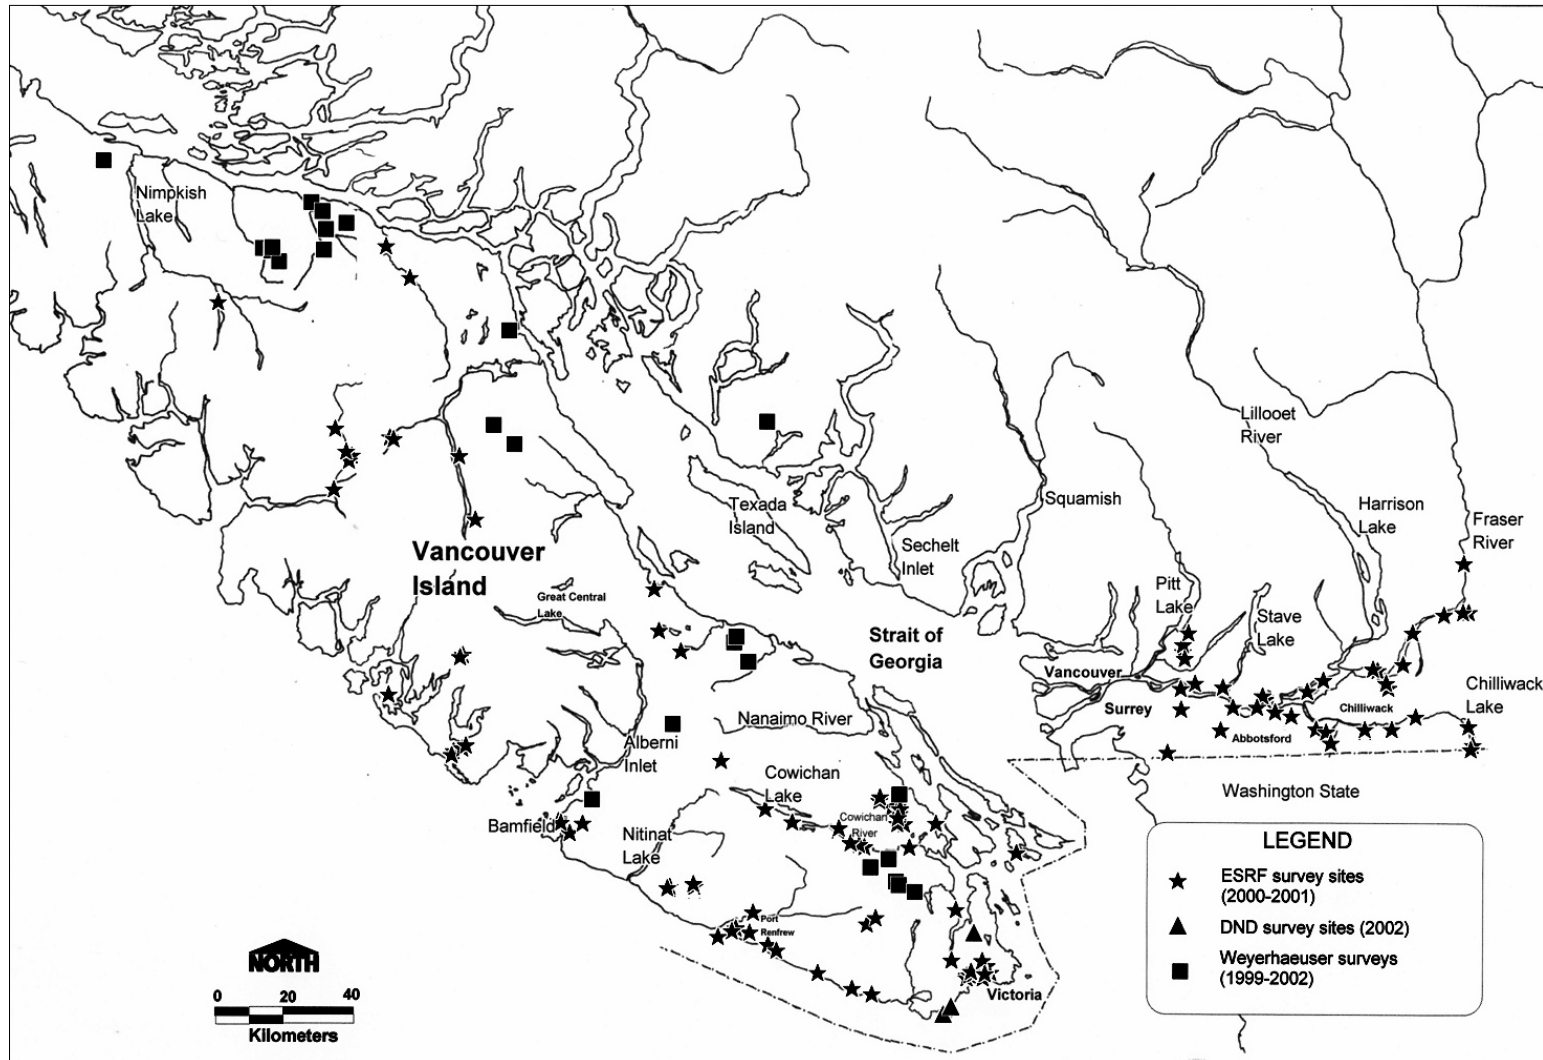 Nimpkish
Lake
Lillooet
River
Texada
Island
Squamish
Harrison
Lake
Fraser
River
Sechelt
Inlet
Vancouver
Island
Great Central
Lake
Pitt
Lake
Stave
Lake
Strait of
Georgia
Vancouver
Surrey
Chilliwack
Chilliwack
Lake
Abbotsford
Nanaimo River
Alberni
Inlet
Cowichan
Lake
Washington State
Bamfield
Cowichan
River
Nitinat
Lake
Port
Renfrew
Victoria
LEGEND
ESRF survey sites
(2000-2001)
DND survey sites (2002)
Weyerhaeuser surveys
(1999-2002)
NORTH
0 20 40
Kilometers